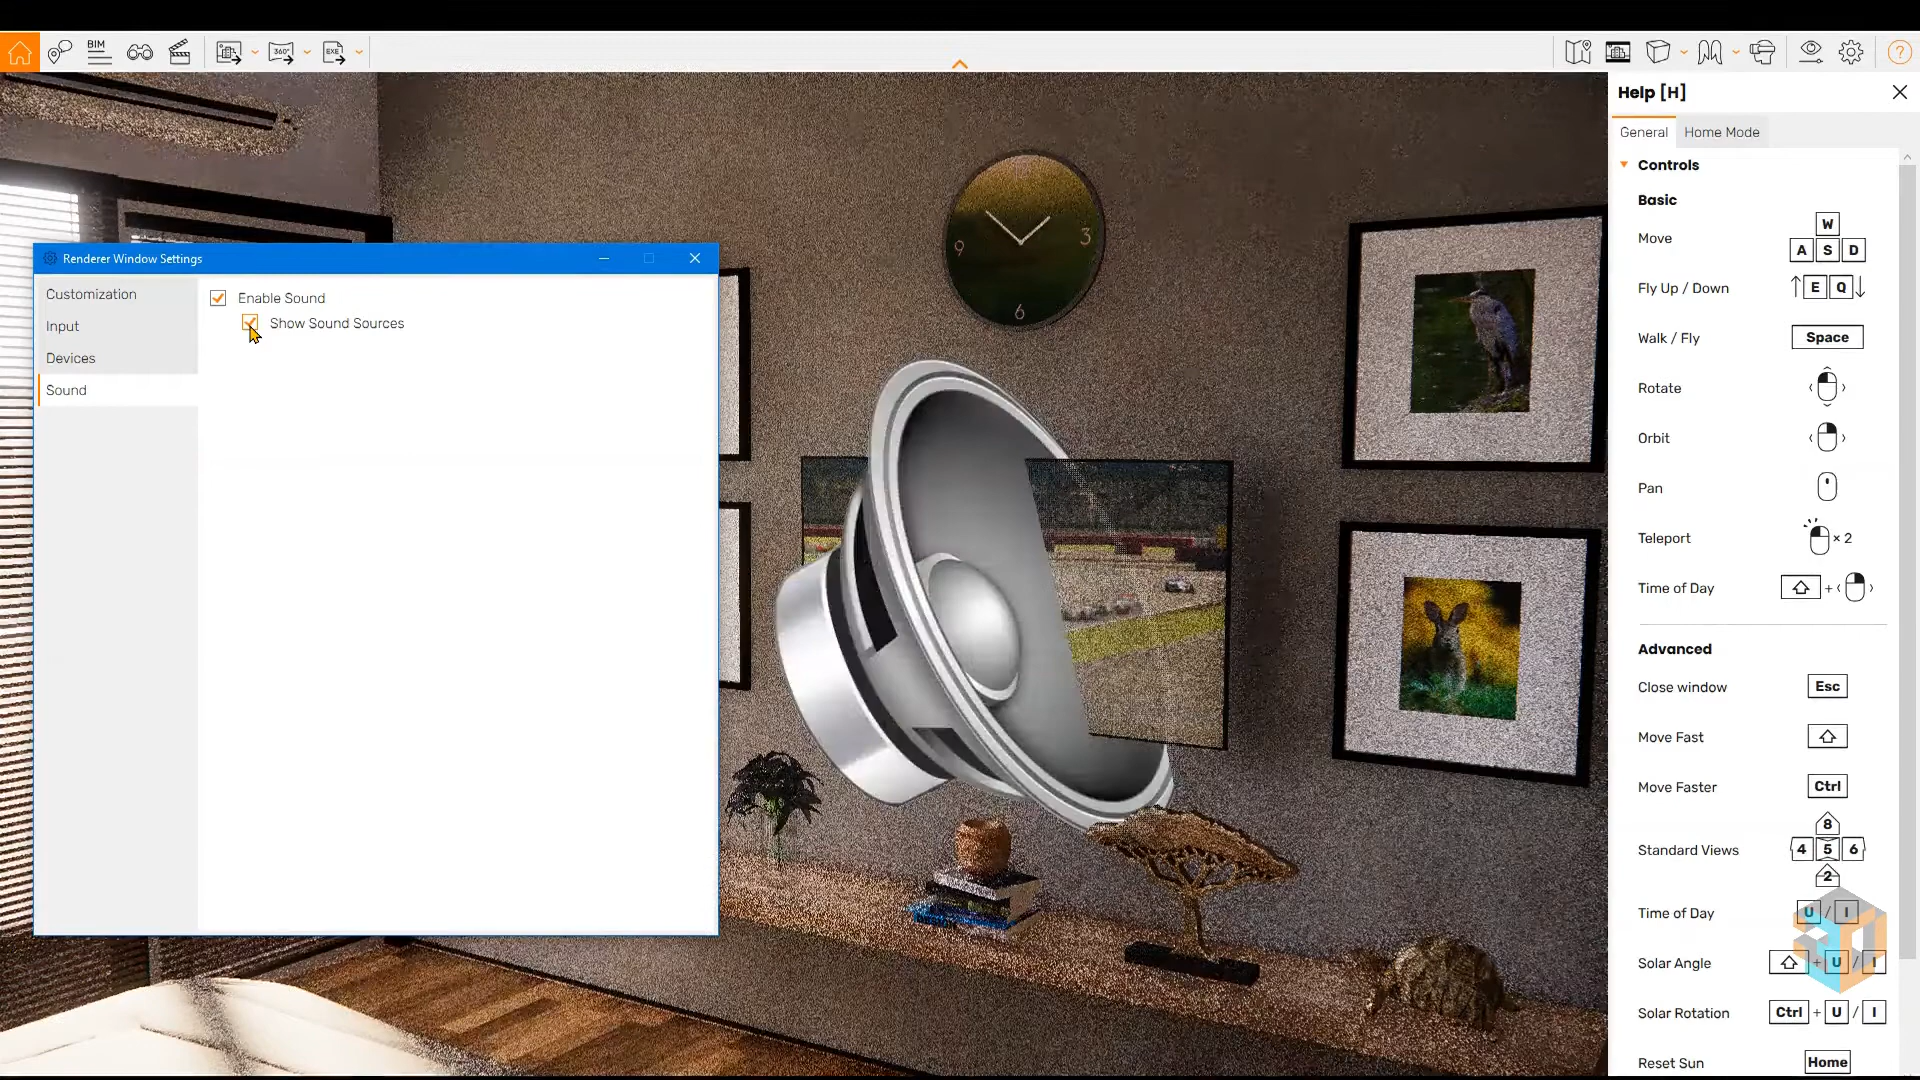 BIM
360°
EXE
?
Help [H]
General
Home Mode
Controls
Basic
Move
W
A S D
Fly Up / Down
E Q
Walk / Fly
Space
Rotate
Orbit
Pan
Teleport
× 2
Time of Day
+
Advanced
Close window
Esc
Move Fast
Move Faster
Ctrl
Standard Views
8
4 5 6
2
Time of Day
U / I
Solar Angle
+ U / I
Solar Rotation
Ctrl + U / I
Reset Sun
Home
Renderer Window Settings
Customization
Input
Devices
Sound
Enable Sound
Show Sound Sources
9
3
6